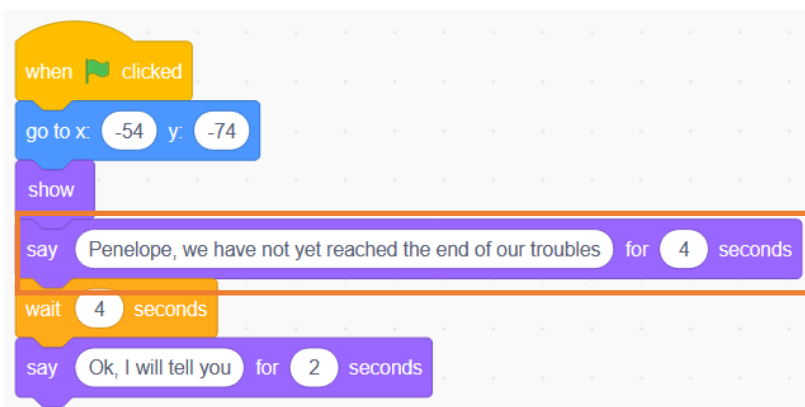 when clicked
go to x: -54 y: -74
show
say Penelope, we have not yet reached the end of our troubles for 4 seconds
wait 4 seconds
say Ok, I will tell you for 2 seconds